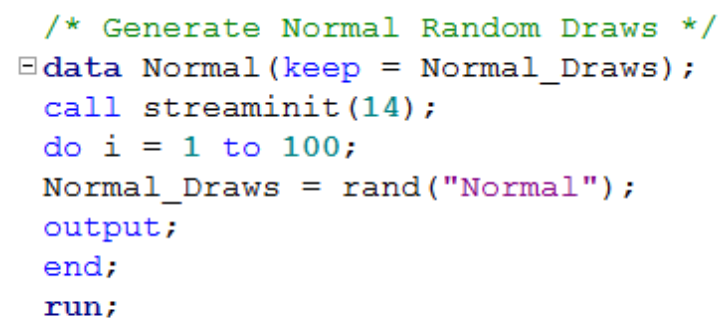 /* Generate Normal Random Draws */
data Normal(keep = Normal_Draws);
call streaminit(14);
do i = 1 to 100;
Normal_Draws = rand("Normal");
output;
end;
run;